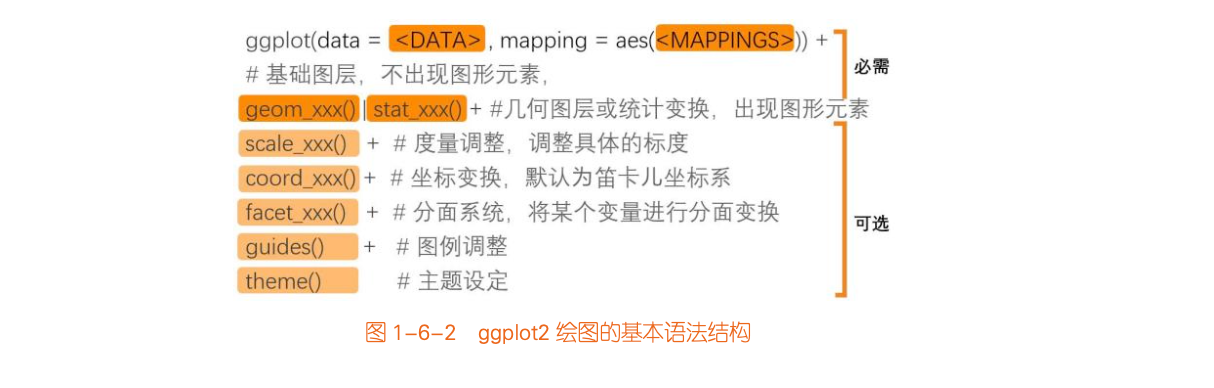 ggplot(data = <DATA> , mapping = aes(<MAPPINGS>)) +
# 基础图层，不出现图形元素，
必需
geom_xxx() | stat_xxx() + #几何图层或统计变换，出现图形元素
scale_xxx() + # 度量调整，调整具体的标度
coord_xxx() + # 坐标变换，默认为笛卡儿坐标系
facet_xxx() + # 分面系统，将某个变量进行分面变换
可选
guides() + # 图例调整
theme() # 主题设定
图 1-6-2 ggplot2 绘图的基本语法结构